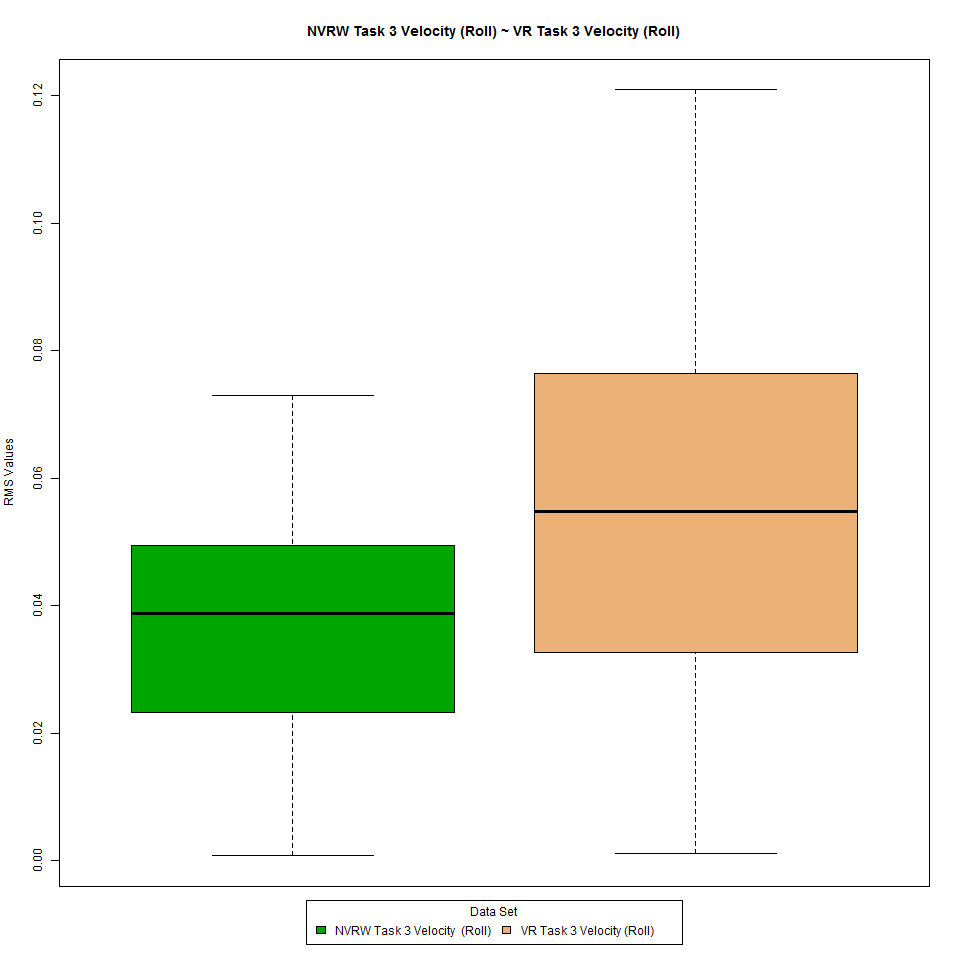 NVRW Task 3 Velocity (Roll) ~ VR Task 3 Velocity (Roll)
0.12
0.10
0.08
0.06
0.04
0.02
0.00
RMS Values
Data Set
NVRW Task 3 Velocity (Roll) VR Task 3 Velocity (Roll)